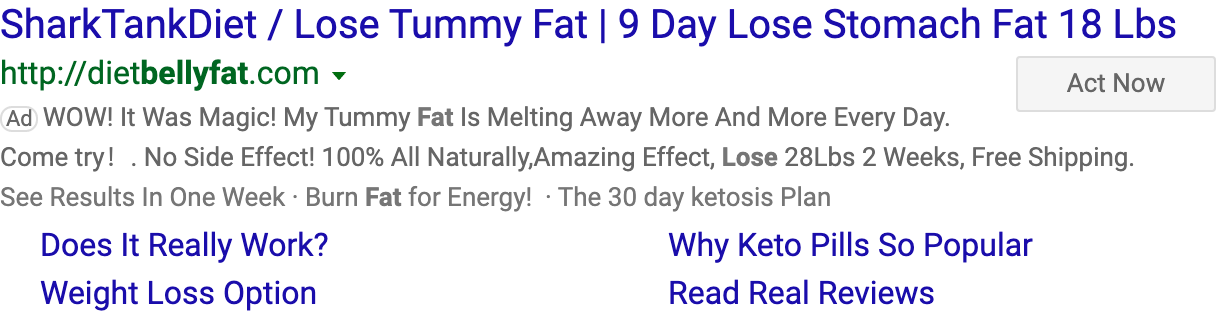 SharkTankDiet / Lose Tummy Fat | 9 Day Lose Stomach Fat 18 Lbs
http://dietbellyfat.com
Act Now
Ad WOW! It Was Magic! My Tummy Fat Is Melting Away More And More Every Day.
Come try！ . No Side Effect! 100% All Naturally,Amazing Effect, Lose 28Lbs 2 Weeks, Free Shipping.
See Results In One Week · Burn Fat for Energy! · The 30 day ketosis Plan
Does It Really Work?
Why Keto Pills So Popular
Weight Loss Option
Read Real Reviews